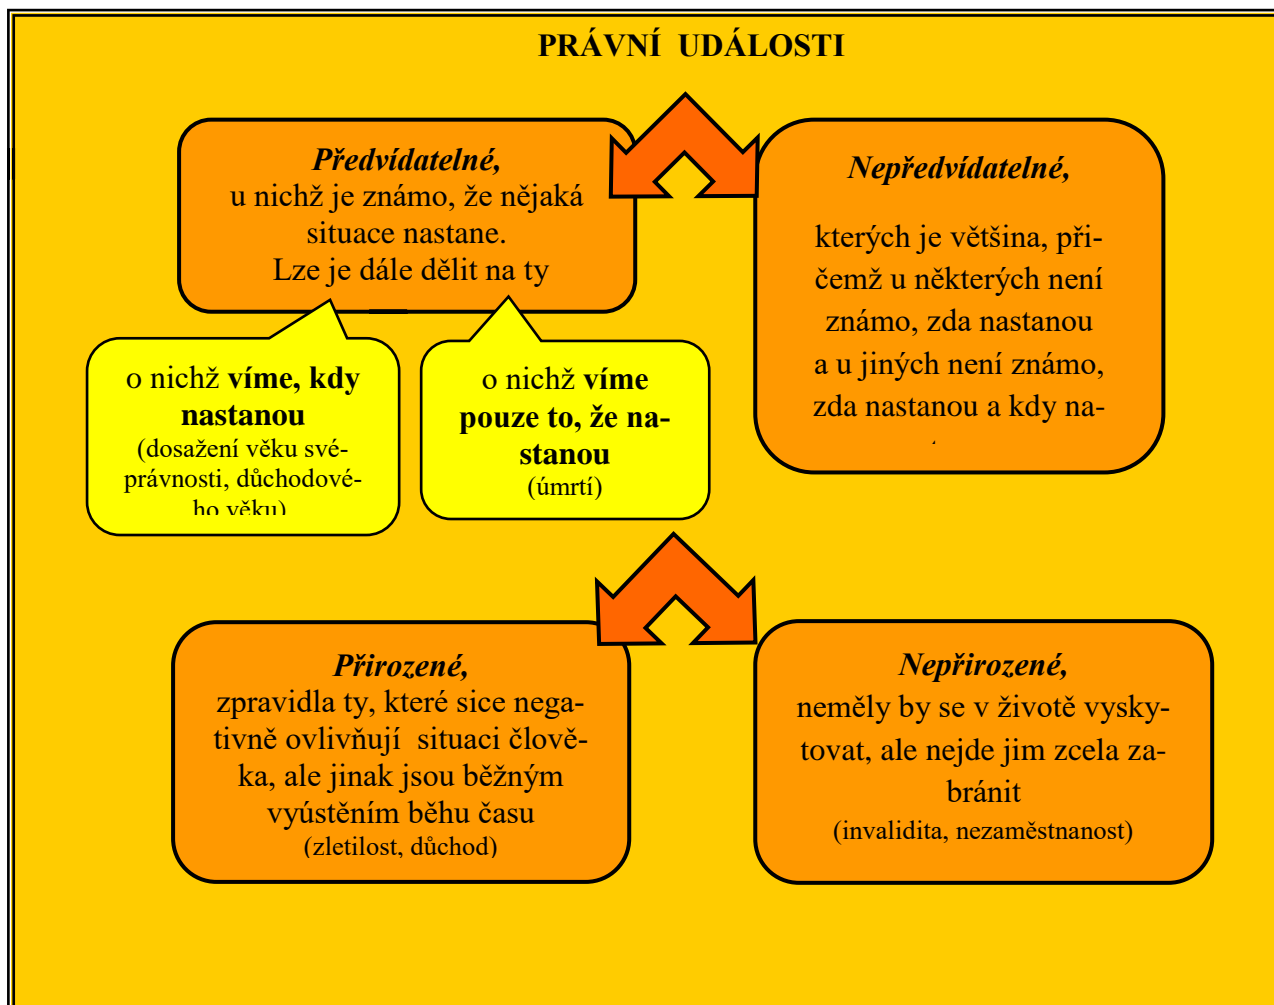 PRÁVNÍ UDÁLOSTI
Předvídatelné,
u nichž je známo, že nějaká
situace nastane.
Lze je dále dělit na ty
o nichž víme, kdy
nastanou
(dosažení věku své-
právnosti, důchodové-
ho věku)
o nichž víme
pouze to, že na-
stanou
(úmrtí)
Nepředvídatelné,
kterých je většina, při-
čemž u některých není
známo, zda nastanou
a u jiných není známo,
zda nastanou a kdy na-
Přirozené,
zpravidla ty, které sice nega-
tivně ovlivňují situaci člově-
ka, ale jinak jsou běžným
vyústěním běhu času
(zletilost, důchod)
Nepřirozené,
neměly by se v životě vysky-
tovat, ale nejde jim zcela za-
bránit
(invalidita, nezaměstnanost)